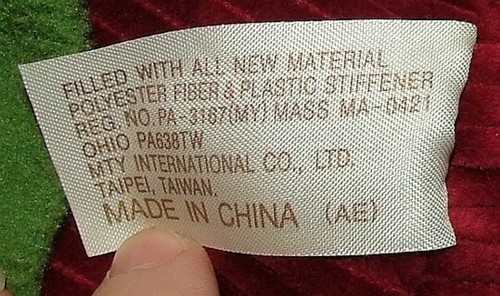 FILLED WITH ALL NEW MATERIAL
POLYESTER FIBER & PLASTIC STIFFENER
REG. NO. PA-3187(MY) MASS MA-0421
OHIO PA638TW
MTY INTERNATIONAL CO., LTD.
TAIPEI, TAIWAN.
MADE IN CHINA (AE)